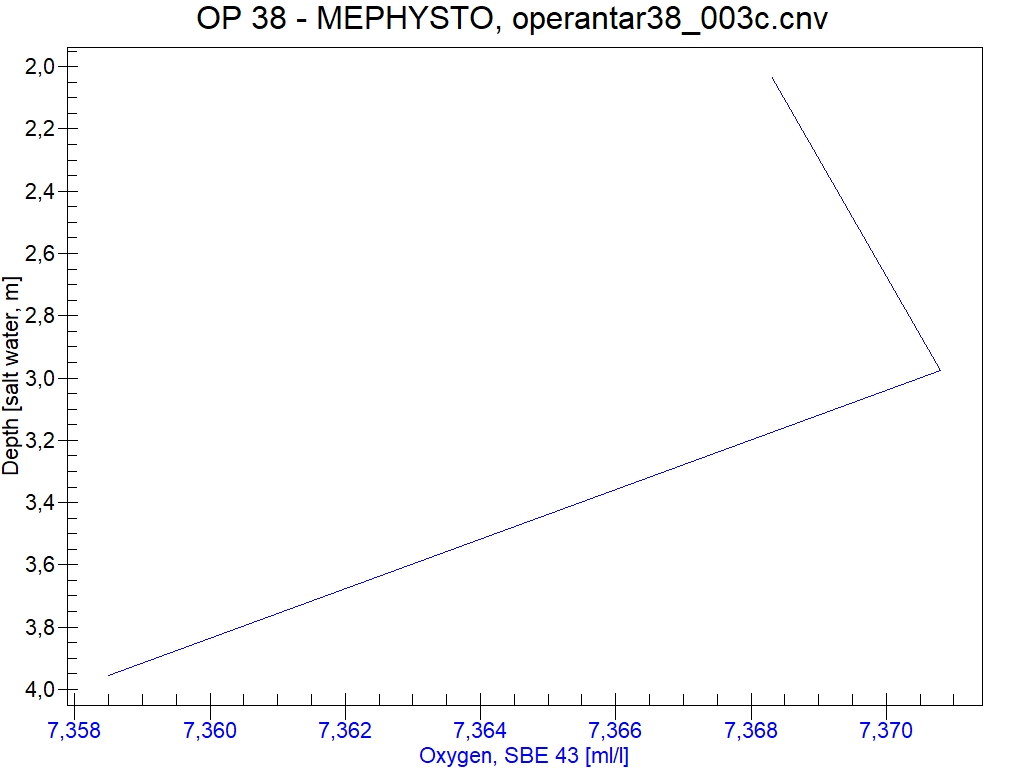 OP 38 - MEPHYSTO, operantar38_003c.cnv
2,0
2,2
2,4
2,6
2,8
3,0
3,2
3,4
3,6
3,8
4,0
Depth [salt water, m]
7,358 7,360 7,362 7,364 7,366 7,368 7,370
Oxygen, SBE 43 [ml/l]